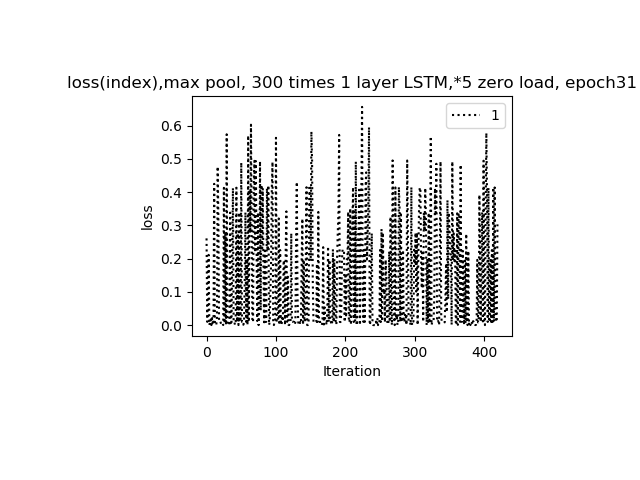 loss(index),max pool, 300 times 1 layer LSTM,*5 zero load, epoch31
1
0.6
0.5
0.4
0.3
0.2
0.1
0.0
loss
0 100 200 300 400
Iteration